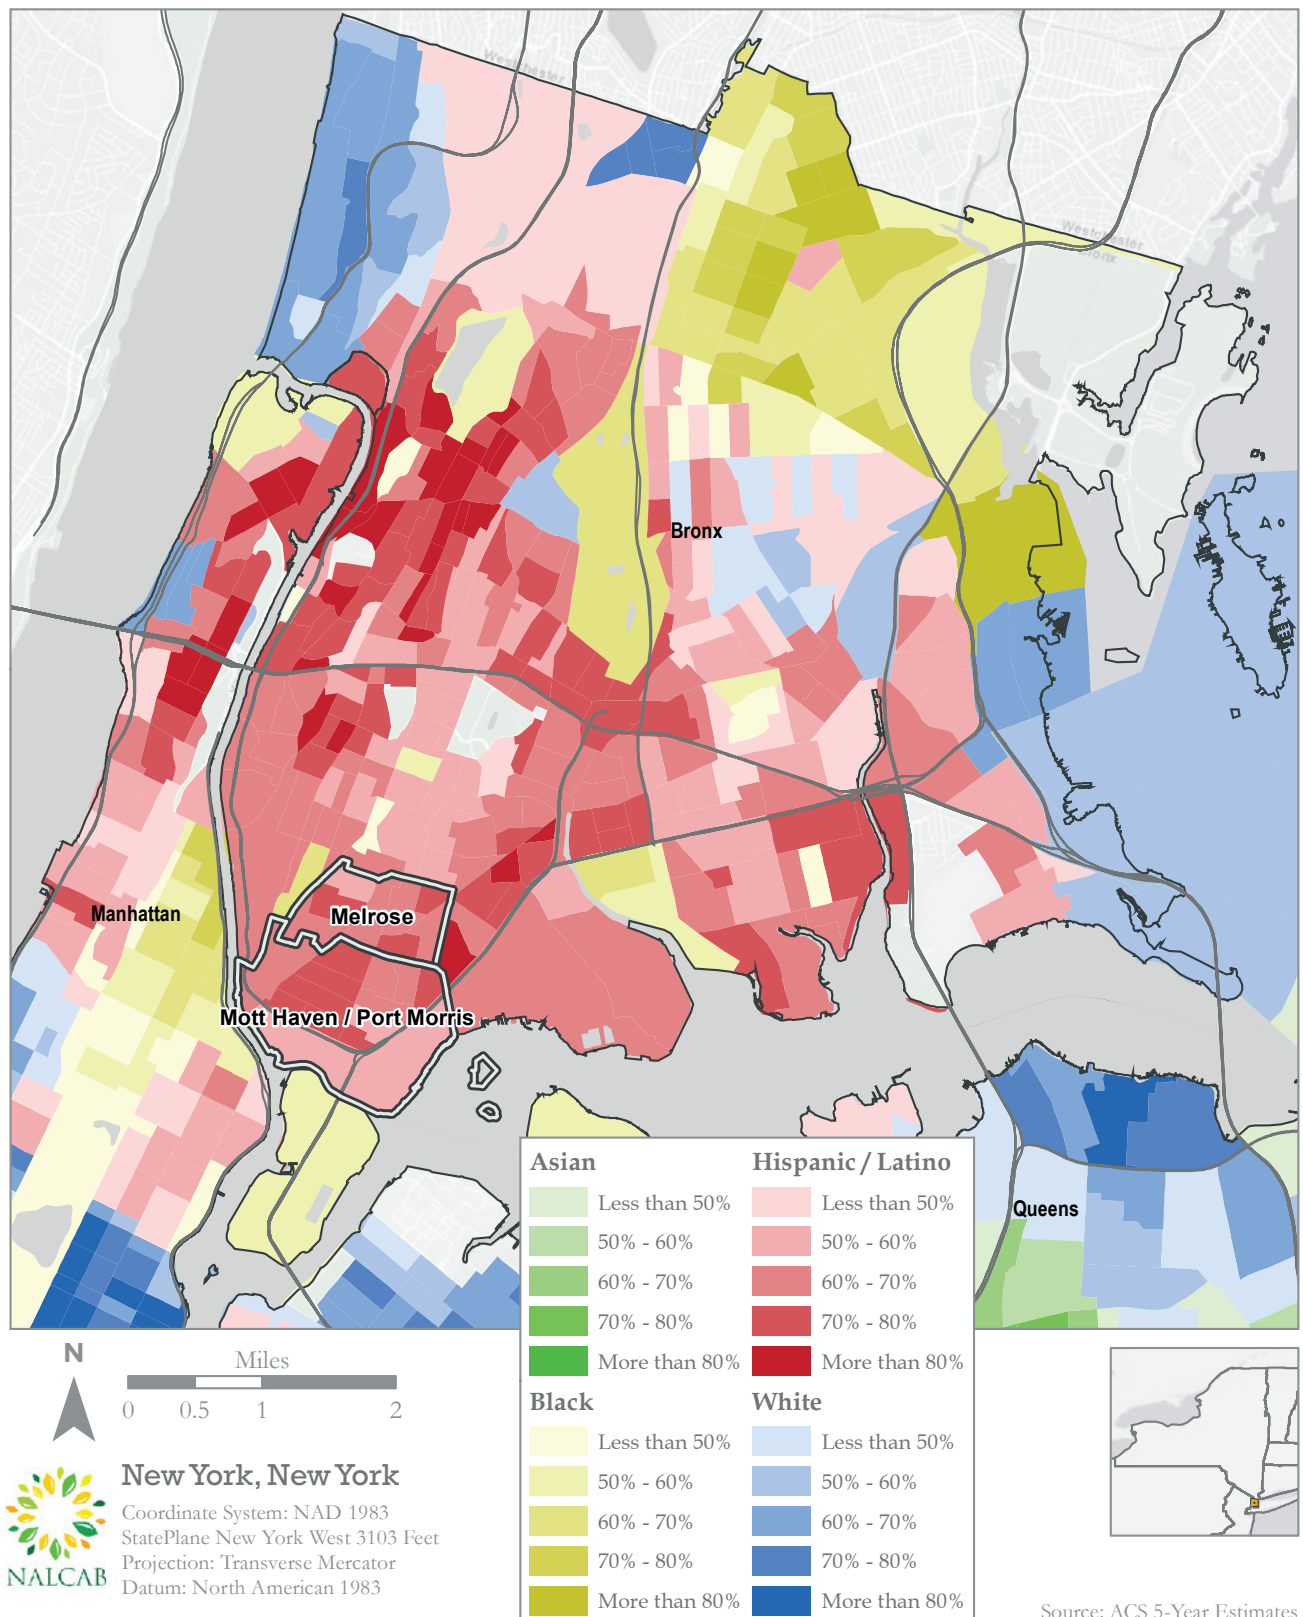 Westchester
Westchester
Bronx
Bronx
Manhattan
Melrose
Mott Haven / Port Morris
Queens
Asian
Less than 50%
50% - 60%
60% - 70%
70% - 80%
More than 80%
Hispanic / Latino
Less than 50%
50% - 60%
60% - 70%
70% - 80%
More than 80%
Black
Less than 50%
50% - 60%
60% - 70%
70% - 80%
More than 80%
White
Less than 50%
50% - 60%
60% - 70%
70% - 80%
More than 80%
N
Miles
0 0.5 1 2
New York, New York
Coordinate System: NAD 1983
StatePlane New York West 3103 Feet
Projection: Transverse Mercator
Datum: North American 1983
NALCAB
Source: ACS 5-Year Estimates